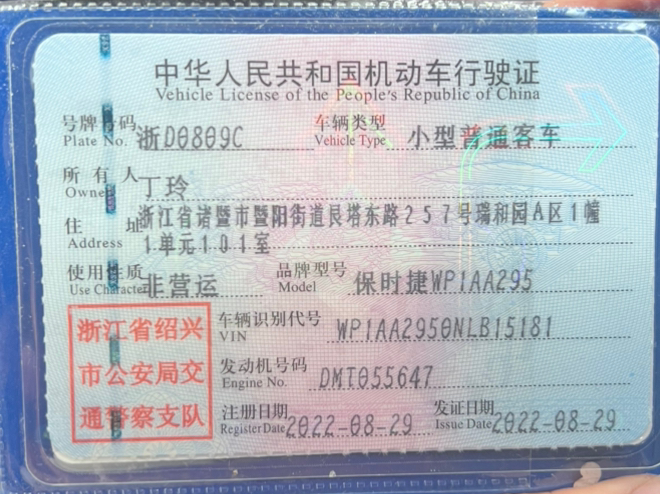 中华人民共和国机动车行驶证
Vehicle License of the People's Republic of China
号牌号码 浙D0809C 车辆类型 小型普通客车
Plate No. Vehicle Type
所有人 丁玲
Owner
住址 浙江省诸暨市暨阳街道艮塔东路257号瑞和园A区1幢
Address 1单元101室
使用性质 非营运 品牌型号 保时捷WP1AA295
Use Character Model
浙江省绍兴
市公安局交
通警察支队
车辆识别代号 WP1AA2950NLB15181
VIN
发动机号码 DMT055647
Engine No.
注册日期 2022-08-29 发证日期 2022-08-29
Register Date Issue Date